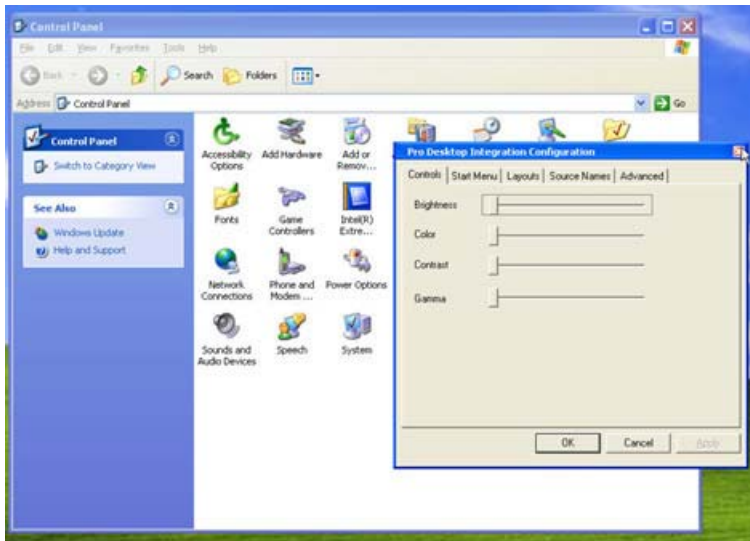 Control Panel
File Edit View Favorites Tools Help
Back Search Folders
Address Control Panel Go
Control Panel
Switch to Category View
See Also
Windows Update
Help and Support
Accessibility Options
Add Hardware
Add or Remov...
Fonts
Game Controllers
Intel(R) Extre...
Network Connections
Phone and Modem ...
Power Options
Sounds and Audio Devices
Speech
System
Pro Desktop Integration Configuration
Controls Start Menu Layouts Source Names Advanced
Brightness
Color
Contrast
Gamma
OK Cancel Apply